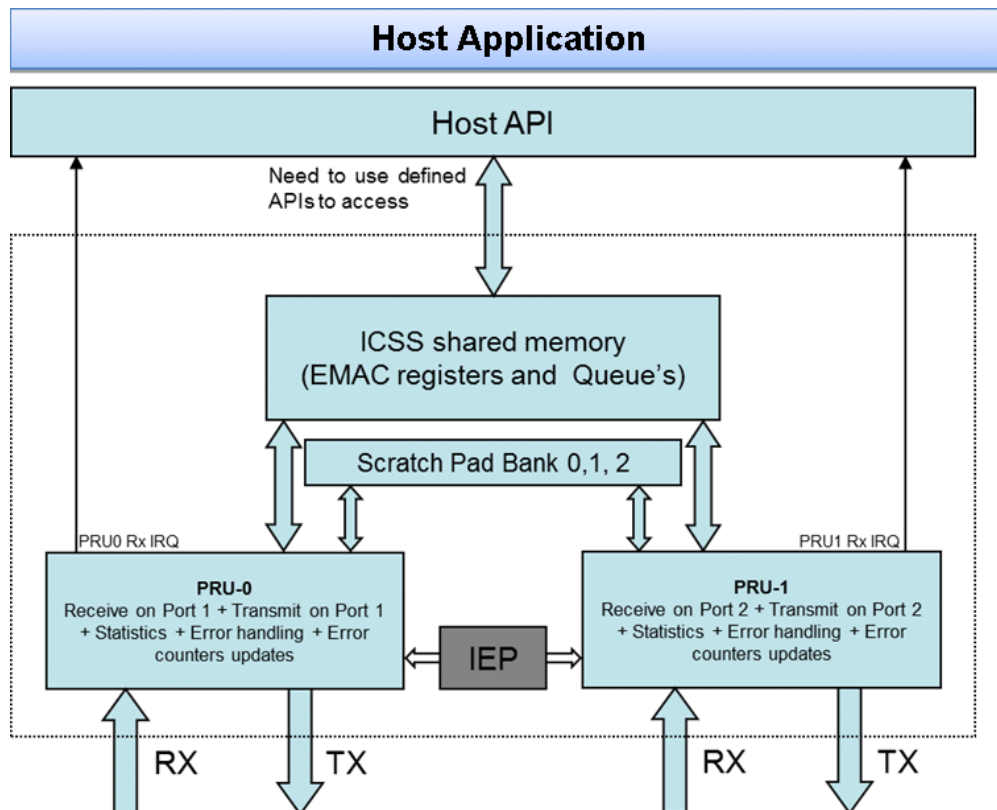 Host Application
Host API
Need to use defined
APIs to access
ICSS shared memory
(EMAC registers and Queue's)
Scratch Pad Bank 0,1, 2
PRU0 Rx IRQ
PRU1 Rx IRQ
PRU-0
Receive on Port 1 + Transmit on Port 1
+ Statistics + Error handling + Error
counters updates
PRU-1
Receive on Port 2 + Transmit on Port 2
+ Statistics + Error handling + Error
counters updates
IEP
RX
TX
RX
TX